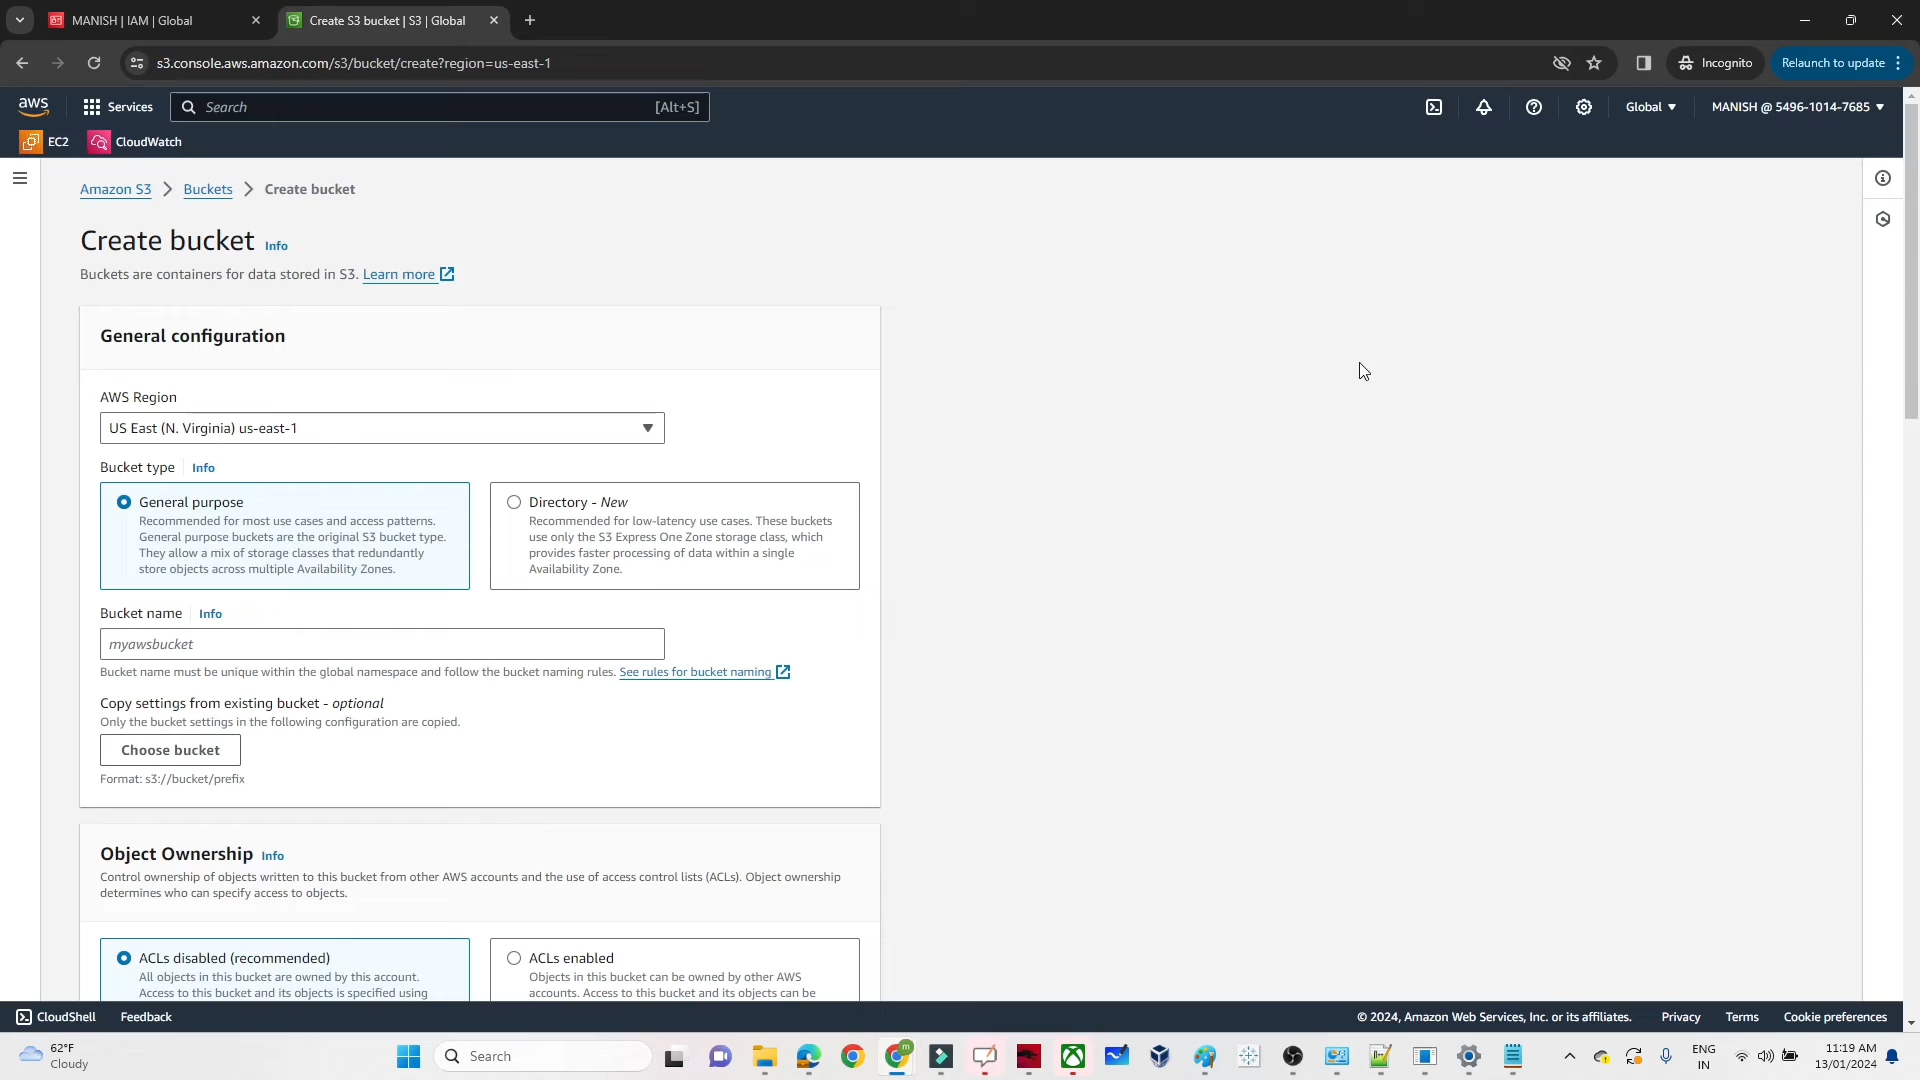 MANISH | IAM | Global
Create S3 bucket | S3 | Global
s3.console.aws.amazon.com/s3/bucket/create?region=us-east-1
Incognito
Relaunch to update
aws
Services
Search
[Alt+S]
Global
MANISH @ 5496-1014-7685
EC2
CloudWatch
Amazon S3
Buckets
Create bucket
Create bucket Info
Buckets are containers for data stored in S3. Learn more
General configuration
AWS Region
US East (N. Virginia) us-east-1
Bucket type Info
General purpose
Recommended for most use cases and access patterns.
General purpose buckets are the original S3 bucket type.
They allow a mix of storage classes that redundantly
store objects across multiple Availability Zones.
Directory - New
Recommended for low-latency use cases. These buckets
use only the S3 Express One Zone storage class, which
provides faster processing of data within a single
Availability Zone.
Bucket name Info
myawsbucket
Bucket name must be unique within the global namespace and follow the bucket naming rules. See rules for bucket naming
Copy settings from existing bucket - optional
Only the bucket settings in the following configuration are copied.
Choose bucket
Format: s3://bucket/prefix
Object Ownership Info
Control ownership of objects written to this bucket from other AWS accounts and the use of access control lists (ACLs). Object ownership
determines who can specify access to objects.
ACLs disabled (recommended)
All objects in this bucket are owned by this account.
Access to this bucket and its objects is specified using
ACLs enabled
Objects in this bucket can be owned by other AWS
accounts. Access to this bucket and its objects can be
CloudShell
Feedback
© 2024, Amazon Web Services, Inc. or its affiliates.
Privacy
Terms
Cookie preferences
62°F
Cloudy
Search
ENG
IN
11:19 AM
13/01/2024